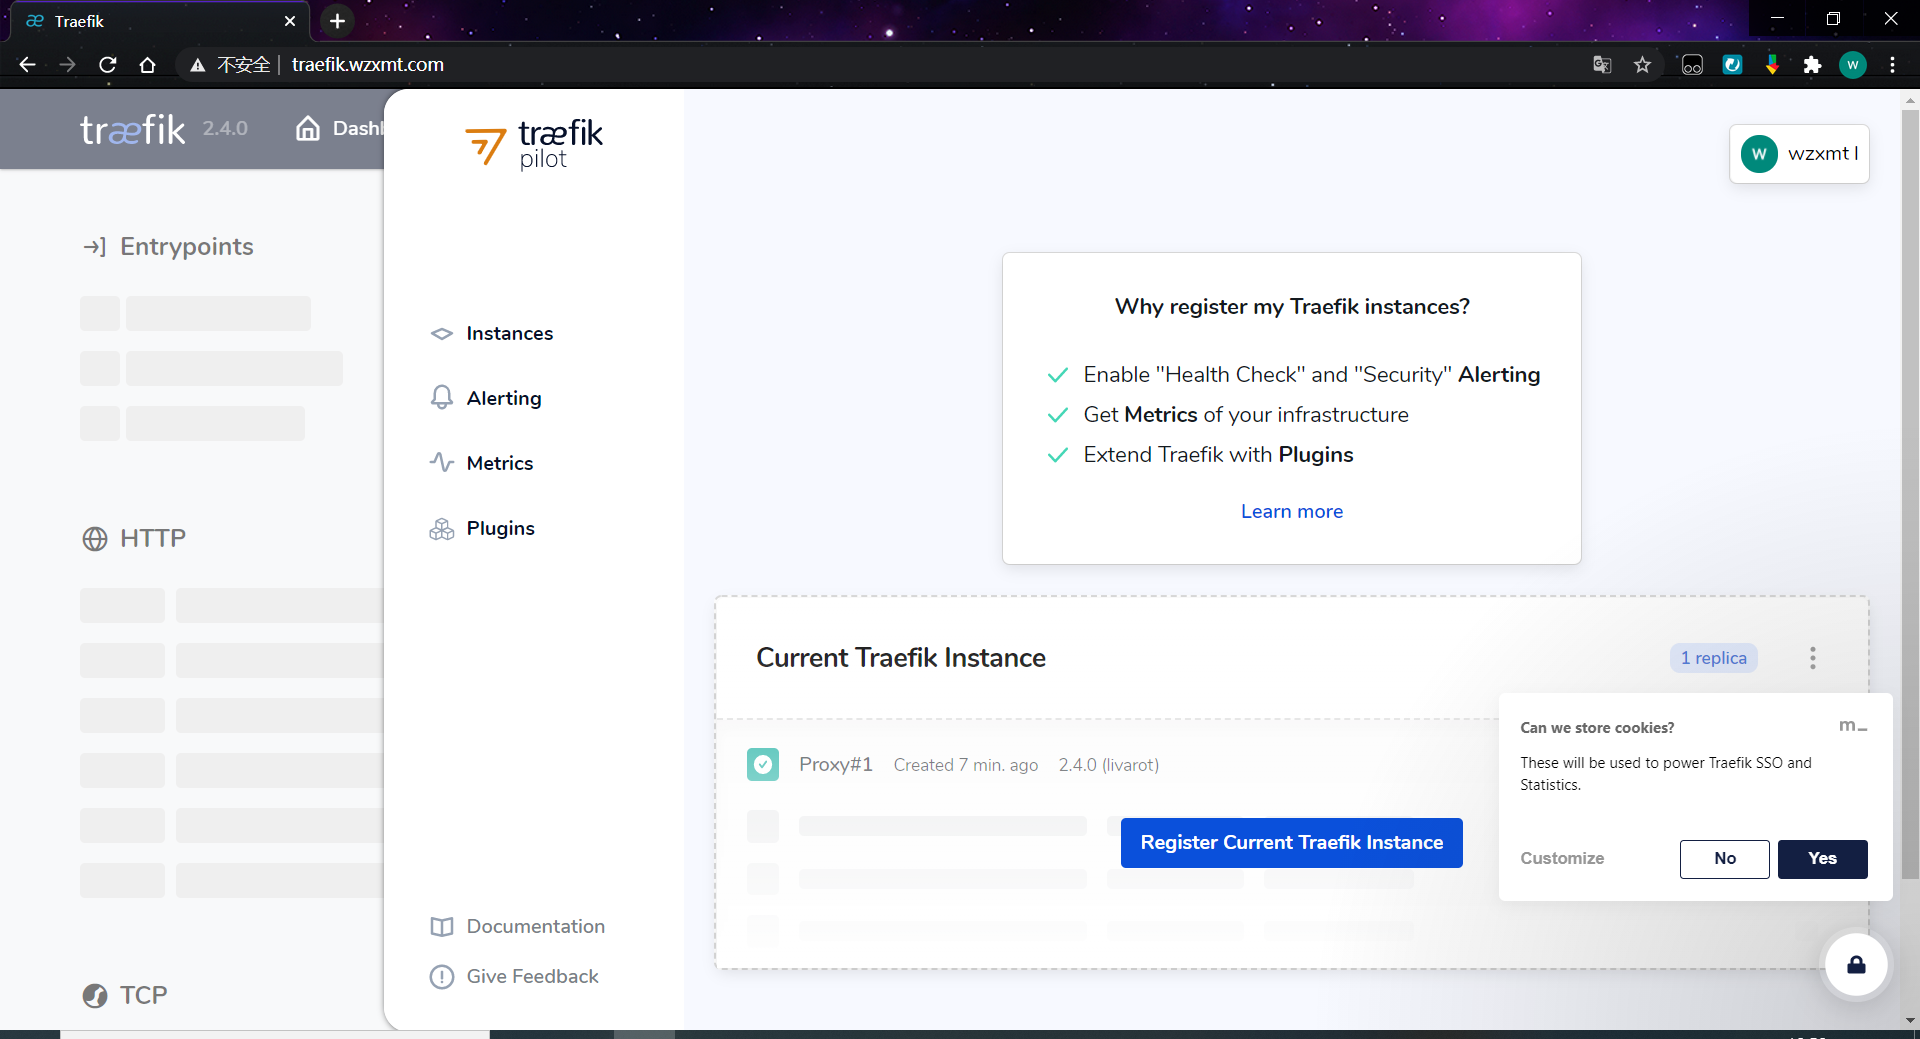 Traefik
不安全 traefik.wzxmt.com
træfik 2.4.0
træfik
pilot
W wzxmt l
Entrypoints
HTTP
TCP
Instances
Alerting
Metrics
Plugins
Documentation
Give Feedback
Why register my Traefik instances?
Enable "Health Check" and "Security" Alerting
Get Metrics of your infrastructure
Extend Traefik with Plugins
Learn more
Current Traefik Instance
1 replica
Proxy#1 Created 7 min. ago 2.4.0 (livarot)
Register Current Traefik Instance
Can we store cookies?
m_
These will be used to power Traefik SSO and
Statistics.
Customize
No
Yes